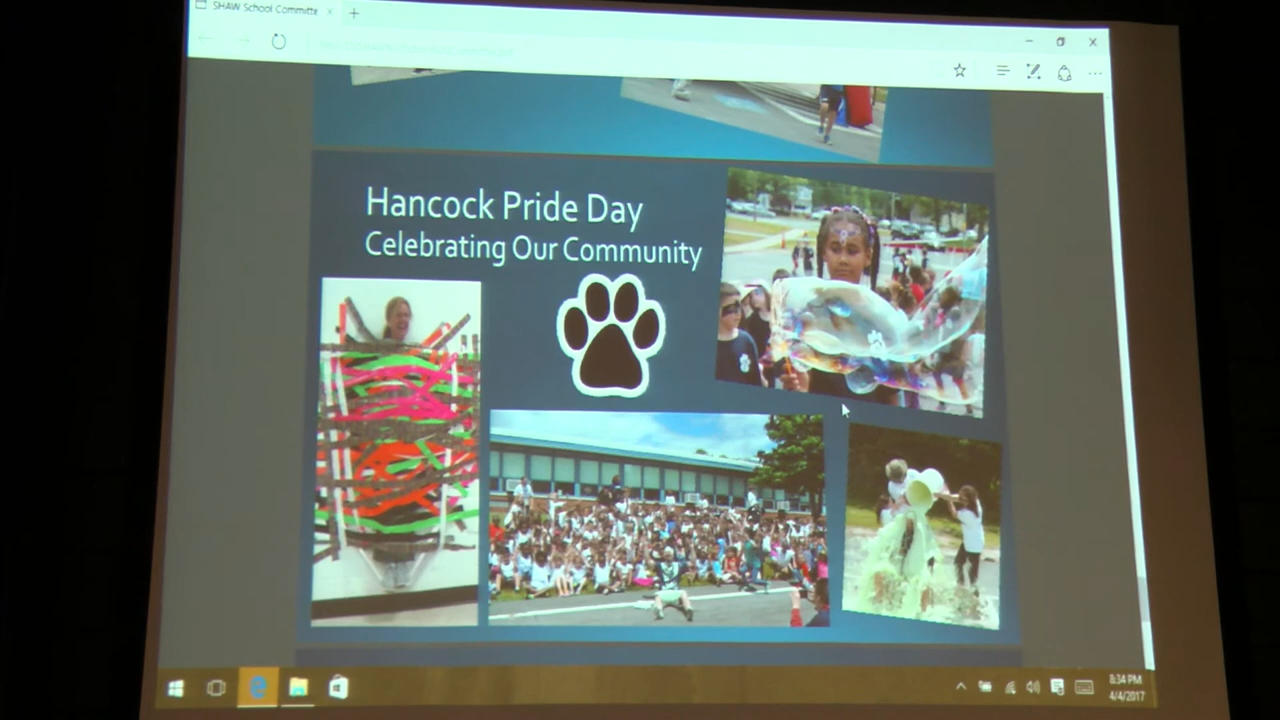 SHAW School Committe
Hancock Pride Day
Celebrating Our Community
8:34 PM
4/4/2017